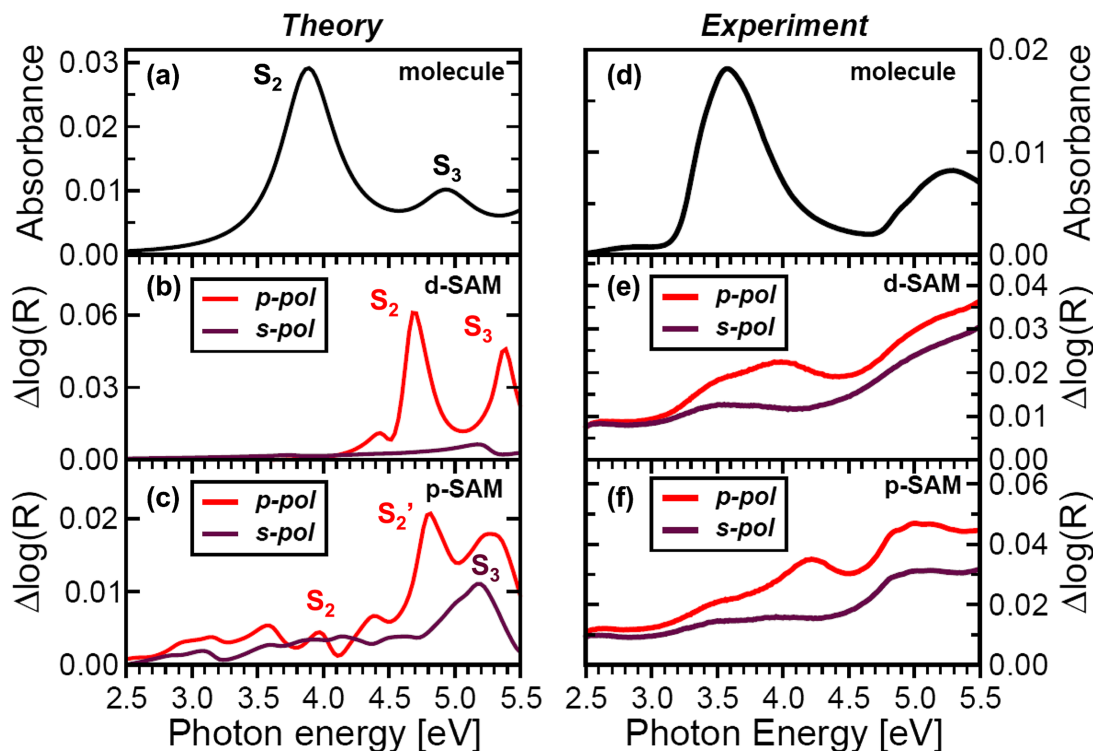 Theory
Experiment
(a)
molecule
S2
S3
Absorbance
0.03
0.02
0.01
0.00
(d)
molecule
Absorbance
0.02
0.01
0.00
(b)
p-pol
s-pol
d-SAM
S2
S3
Δlog(R)
0.06
0.03
0.00
(e)
p-pol
s-pol
d-SAM
Δlog(R)
0.04
0.03
0.02
0.01
0.00
(c)
p-pol
s-pol
p-SAM
S2'
S2
S3
Δlog(R)
0.02
0.01
0.00
(f)
p-pol
s-pol
p-SAM
Δlog(R)
0.06
0.04
0.02
0.00
2.5 3.0 3.5 4.0 4.5 5.0 5.5
Photon energy [eV]
2.5 3.0 3.5 4.0 4.5 5.0 5.5
Photon Energy [eV]